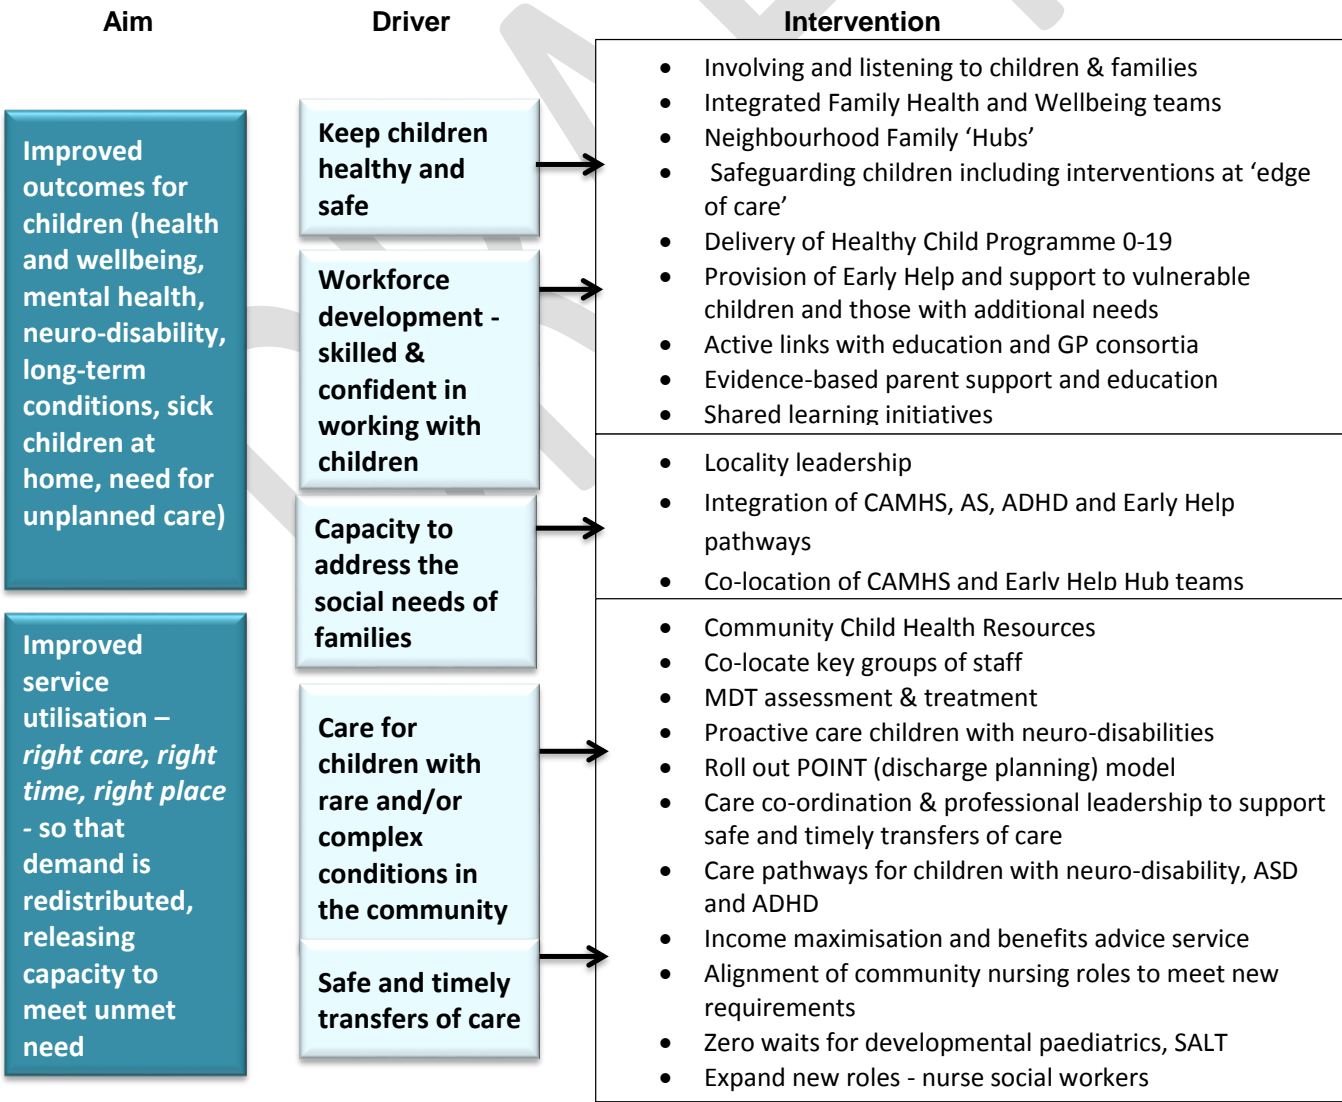 Aim
Driver
Intervention
Improved
outcomes for
children (health
and wellbeing,
mental health,
neuro-disability,
long-term
conditions, sick
children at
home, need for
unplanned care)
Improved
service
utilisation –
right care, right
time, right place
- so that
demand is
redistributed,
releasing
capacity to
meet unmet
need
Keep children
healthy and
safe
Workforce
development -
skilled &
confident in
working with
children
Capacity to
address the
social needs of
families
Care for
children with
rare and/or
complex
conditions in
the community
Safe and timely
transfers of care
• Involving and listening to children & families
• Integrated Family Health and Wellbeing teams
• Neighbourhood Family ‘Hubs’
• Safeguarding children including interventions at ‘edge
of care’
• Delivery of Healthy Child Programme 0-19
• Provision of Early Help and support to vulnerable
children and those with additional needs
• Active links with education and GP consortia
• Evidence-based parent support and education
• Shared learning initiatives
• Locality leadership
• Integration of CAMHS, AS, ADHD and Early Help
pathways
• Co-location of CAMHS and Early Help Hub teams
• Community Child Health Resources
• Co-locate key groups of staff
• MDT assessment & treatment
• Proactive care children with neuro-disabilities
• Roll out POINT (discharge planning) model
• Care co-ordination & professional leadership to support
safe and timely transfers of care
• Care pathways for children with neuro-disability, ASD
and ADHD
• Income maximisation and benefits advice service
• Alignment of community nursing roles to meet new
requirements
• Zero waits for developmental paediatrics, SALT
• Expand new roles - nurse social workers